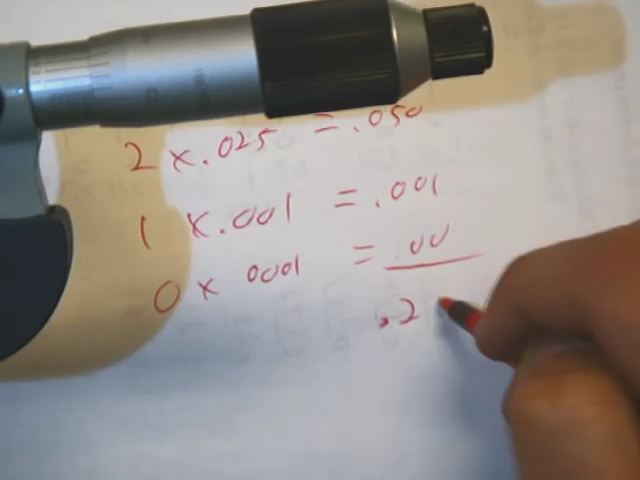 2 x .025 = .050
1 x .001 = .001
0 x 0001 = .00
.2